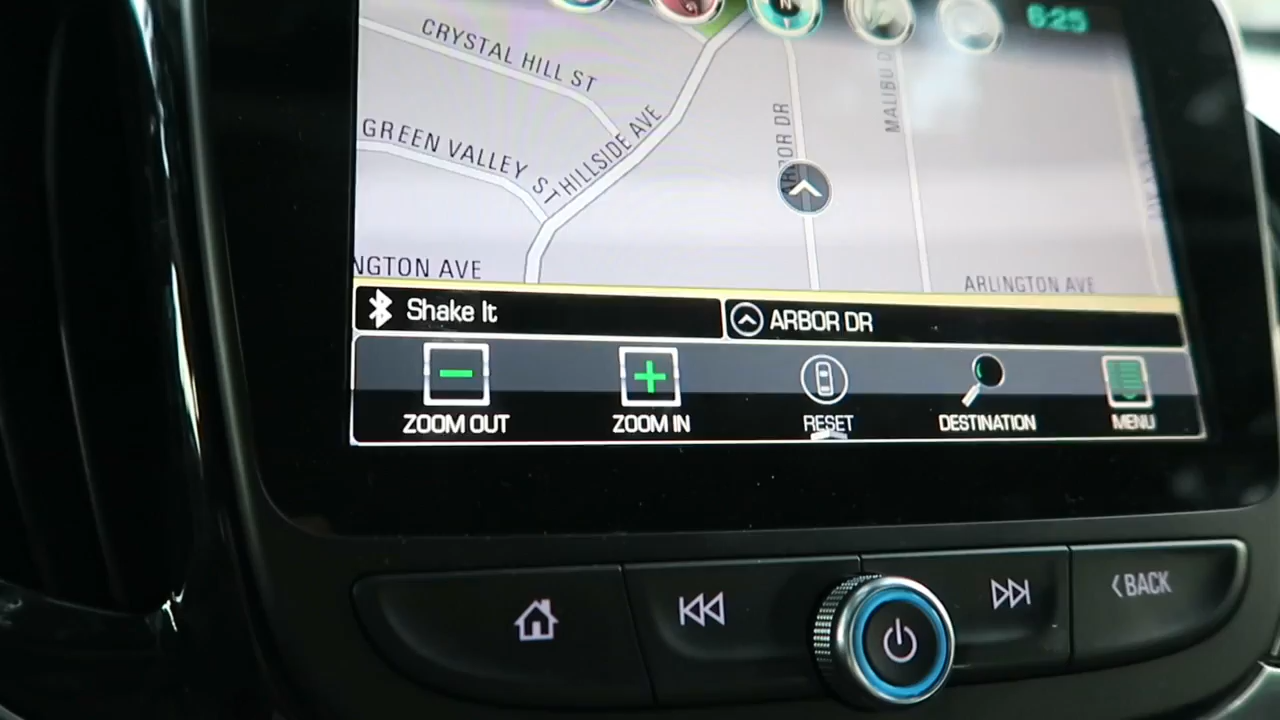 6:25
CRYSTAL HILL ST
GREEN VALLEY ST
HILLSIDE AVE
ARBOR DR
MALIBU D
NGTON AVE
ARLINGTON AVE
Shake It
ARBOR DR
ZOOM OUT
ZOOM IN
RESET
DESTINATION
MENU
BACK